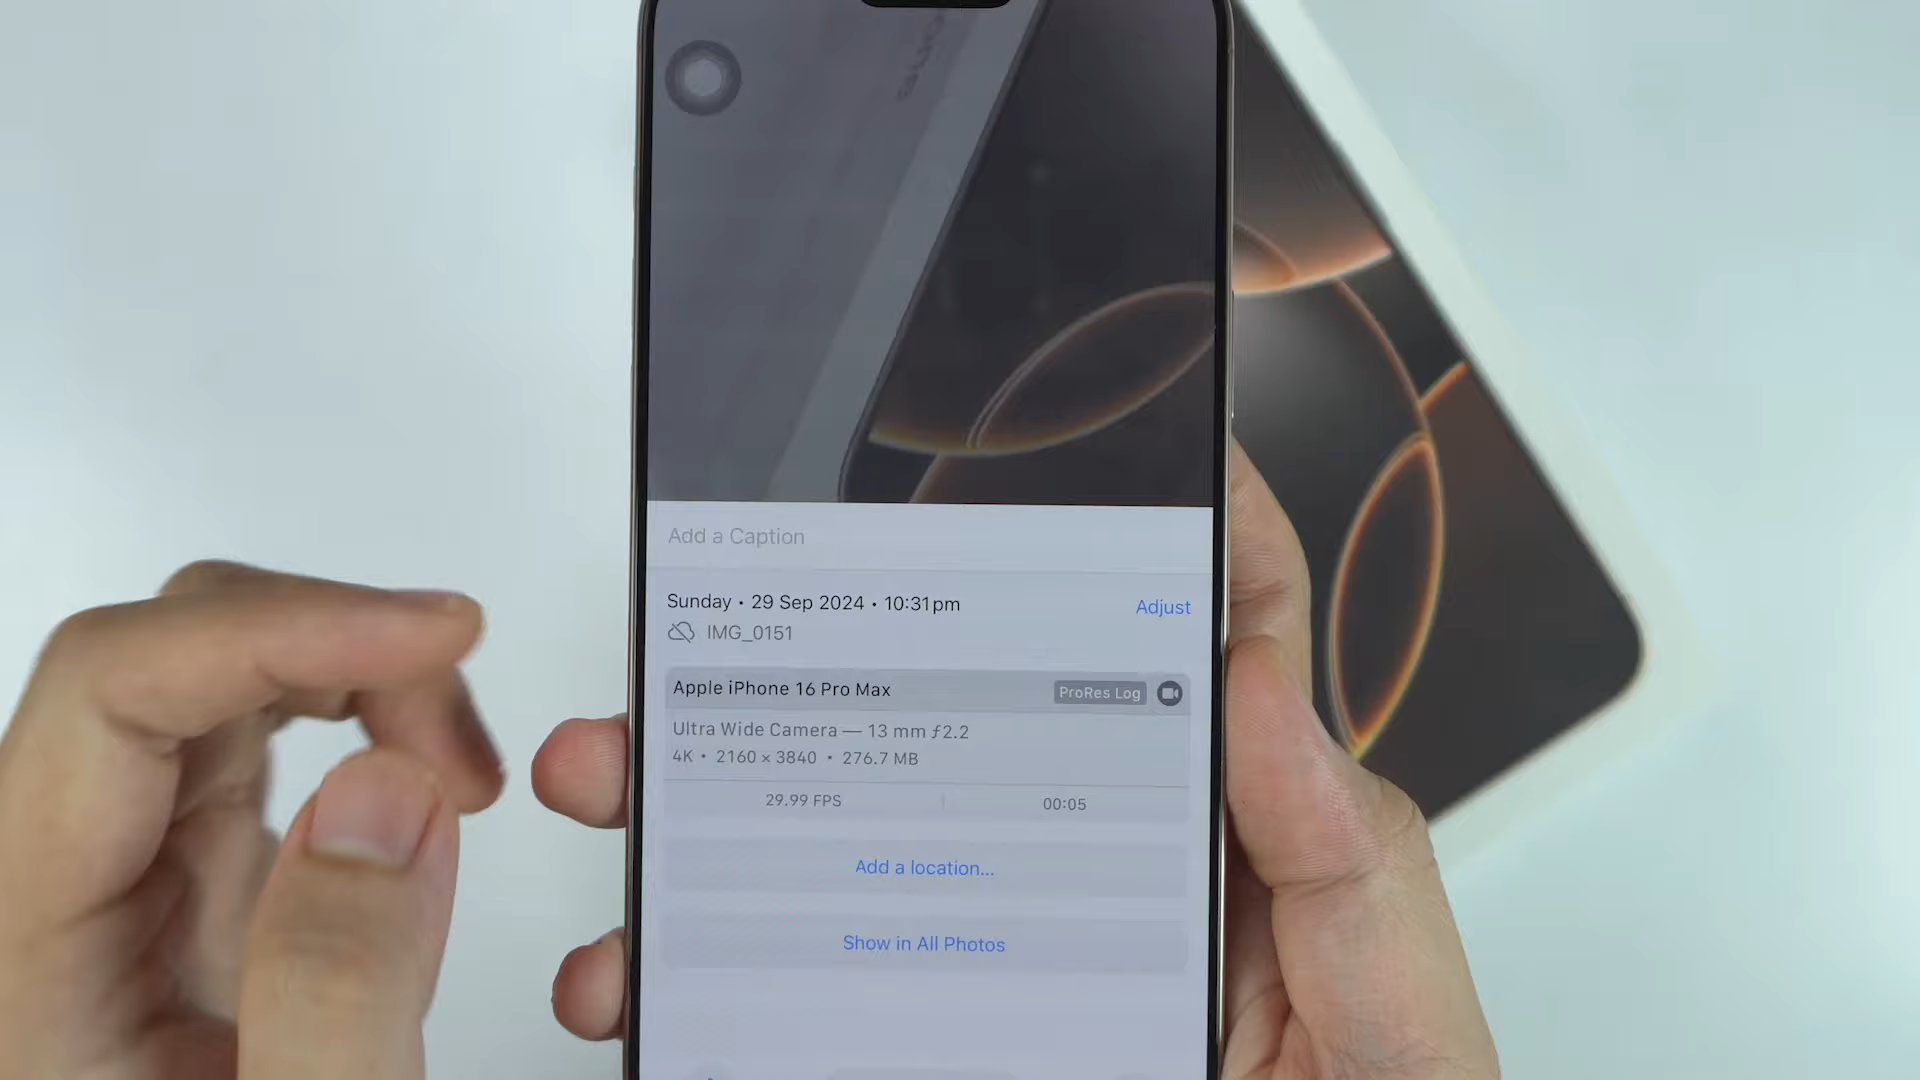 Add a Caption
Sunday • 29 Sep 2024 • 10:31pm
Adjust
IMG_0151
Apple iPhone 16 Pro Max
ProRes Log
Ultra Wide Camera — 13 mm ƒ2.2
4K • 2160 × 3840 • 276.7 MB
29.99 FPS
00:05
Add a location...
Show in All Photos